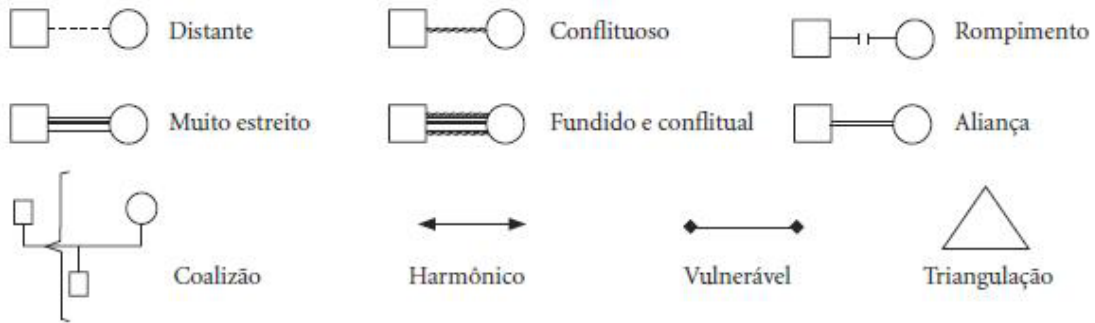 Distante
Conflituoso
Rompimento
Muito estreito
Fundido e conflitual
Aliança
Coalizão
Harmônico
Vulnerável
Triangulação